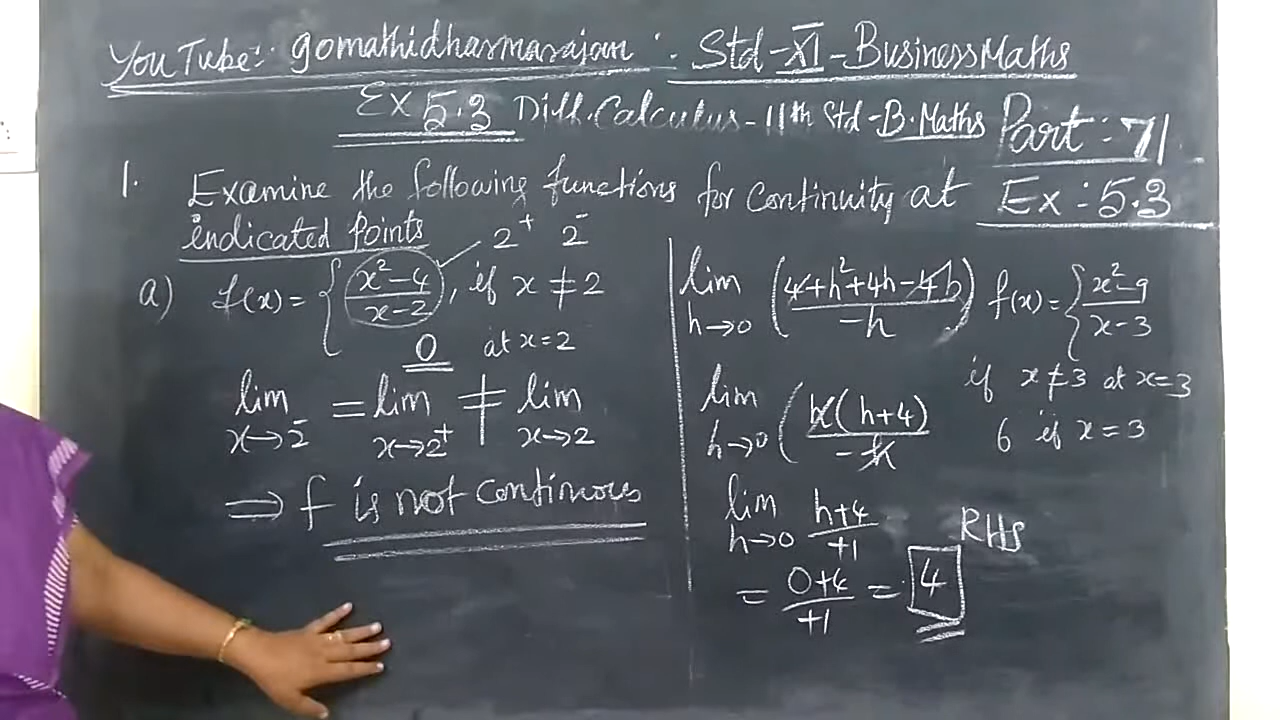 YouTube:- gomathidharmarajan : Std-XI-BusinessMaths
Ex 5.3 Diff.Calculus-11th Std-B.Maths Part:71
1. Examine the following functions for Continuity at Ex:5.3
indicated points 2⁺ 2⁻
a) f(x) = { x²-4 / x-2 , if x ≠ 2
0 at x=2
lim x→2⁻ = lim x→2⁺ ≠ lim x→2
⇒ f is not continuous
lim h→0 (4+h²+4h-4 / -h)
lim h→0 (h(h+4) / -h
lim h→0 h+4 / +1
= 0+4 / +1 = 4
RHS
f(x) = { x²-9 / x-3
if x ≠ 3 at x=3
6 if x=3